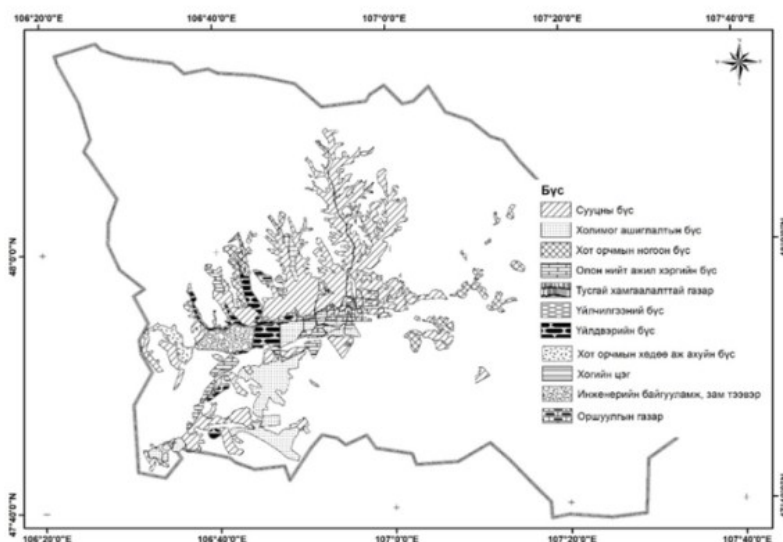 106°20'0"E 106°40'0"E 107°0'0"E 107°20'0"E 107°40'0"E
48°0'0"N
47°40'0"N
Бүс
Сууцны бүс
Холимог ашиглалтын бүс
Хот орчмын ногоон бүс
Олон нийт ажил хэргийн бүс
Тусгай хамгаалалттай газар
Үйлчилгээний бүс
Үйлдвэрийн бүс
Хот орчмын хөдөө аж ахуйн бүс
Хогийн цэг
Инженерийн байгууламж, зам тээвэр
Оршуулгын газар
106°20'0"E 106°40'0"E 107°0'0"E 107°20'0"E 107°40'0"E